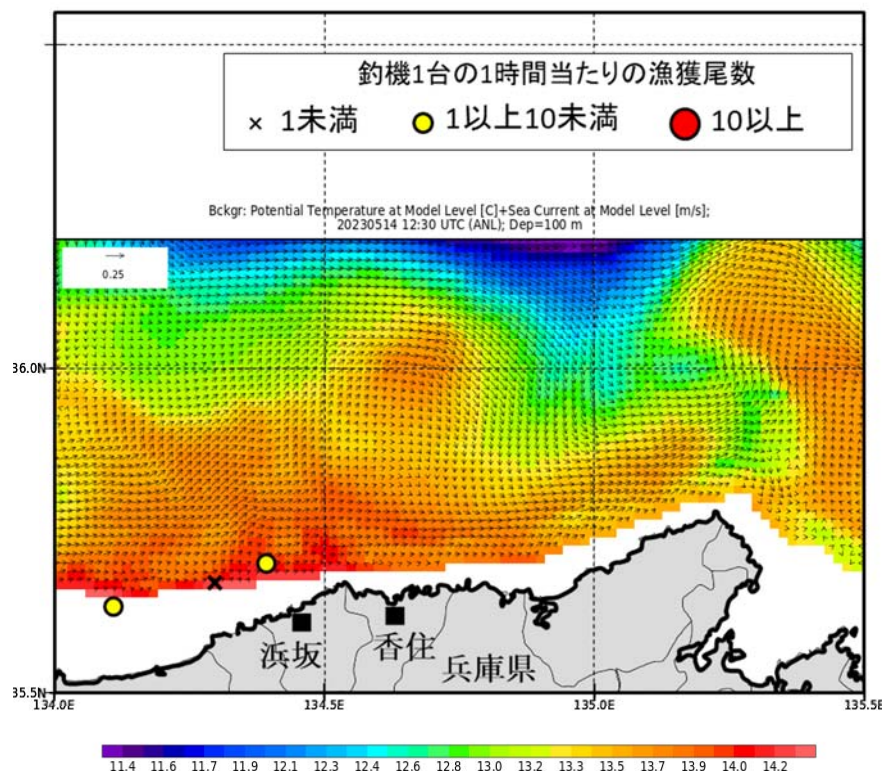 釣機1台の1時間当たりの漁獲尾数
× 1未満 1以上10未満 10以上
Bckgr: Potential Temperature at Model Level [C]+Sea Current at Model Level [m/s];
20230514 12:30 UTC (ANL); Dep=100 m
0.25
36.0N
浜坂 香住 兵庫県
35.5N
134.0E 134.5E 135.0E 135.5E
11.4 11.6 11.7 11.9 12.1 12.3 12.4 12.6 12.8 13.0 13.2 13.3 13.5 13.7 13.9 14.0 14.2